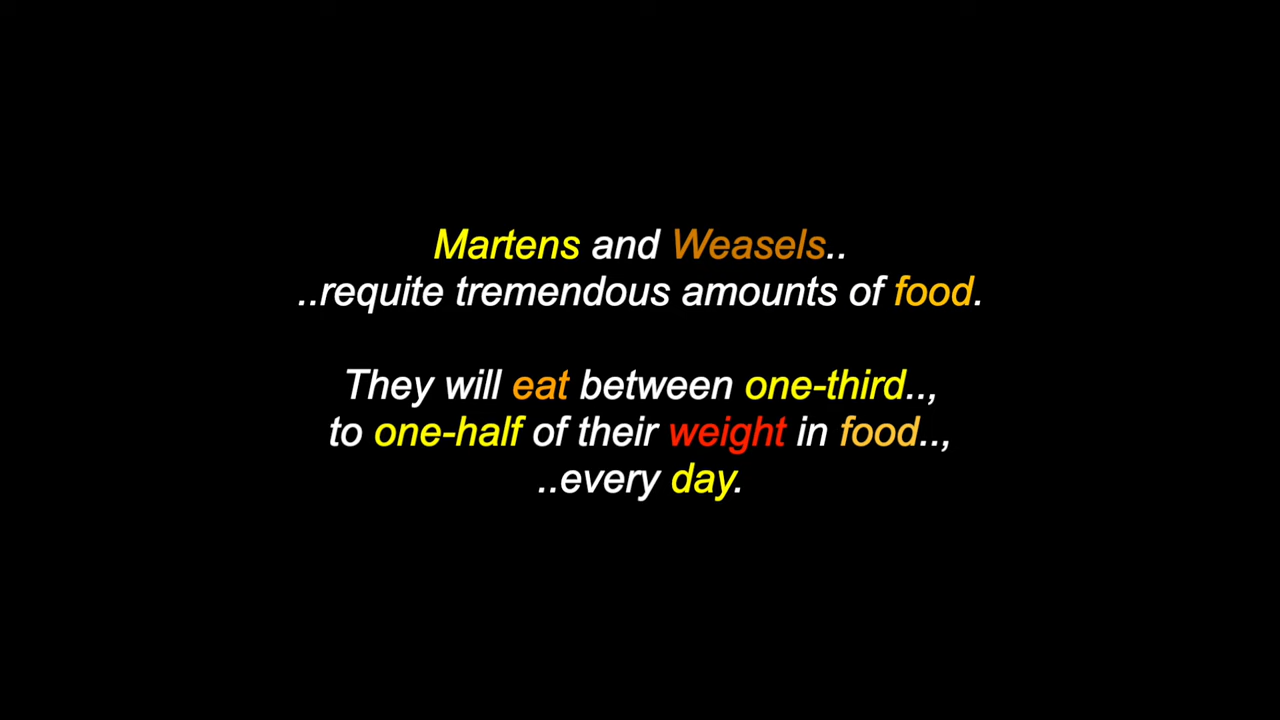 Martens and Weasels..
..requite tremendous amounts of food.
They will eat between one-third..,
to one-half of their weight in food..,
..every day.